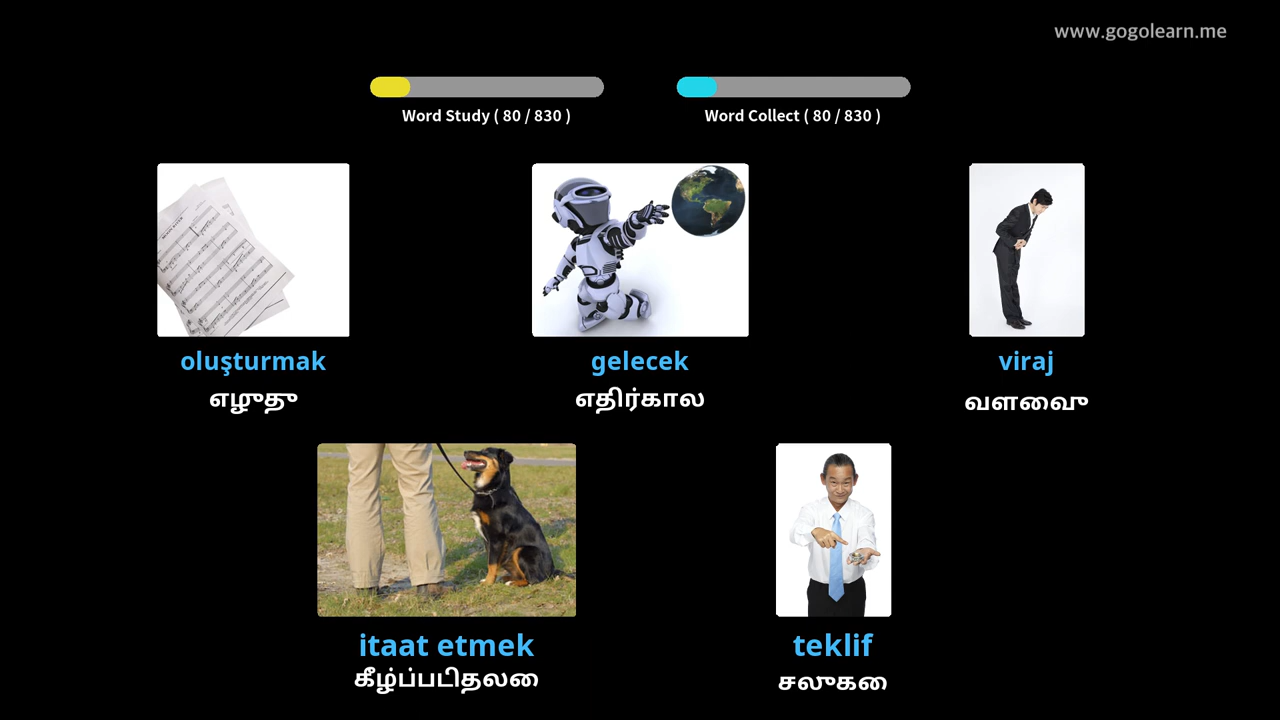 www.gogolearn.me
Word Study ( 80 / 830 )
Word Collect ( 80 / 830 )
oluşturmak
gelecek
viraj
எழுது
எதிர்கால
வளைவு
itaat etmek
teklif
கீழ்ப்படிதலை
சலுகை